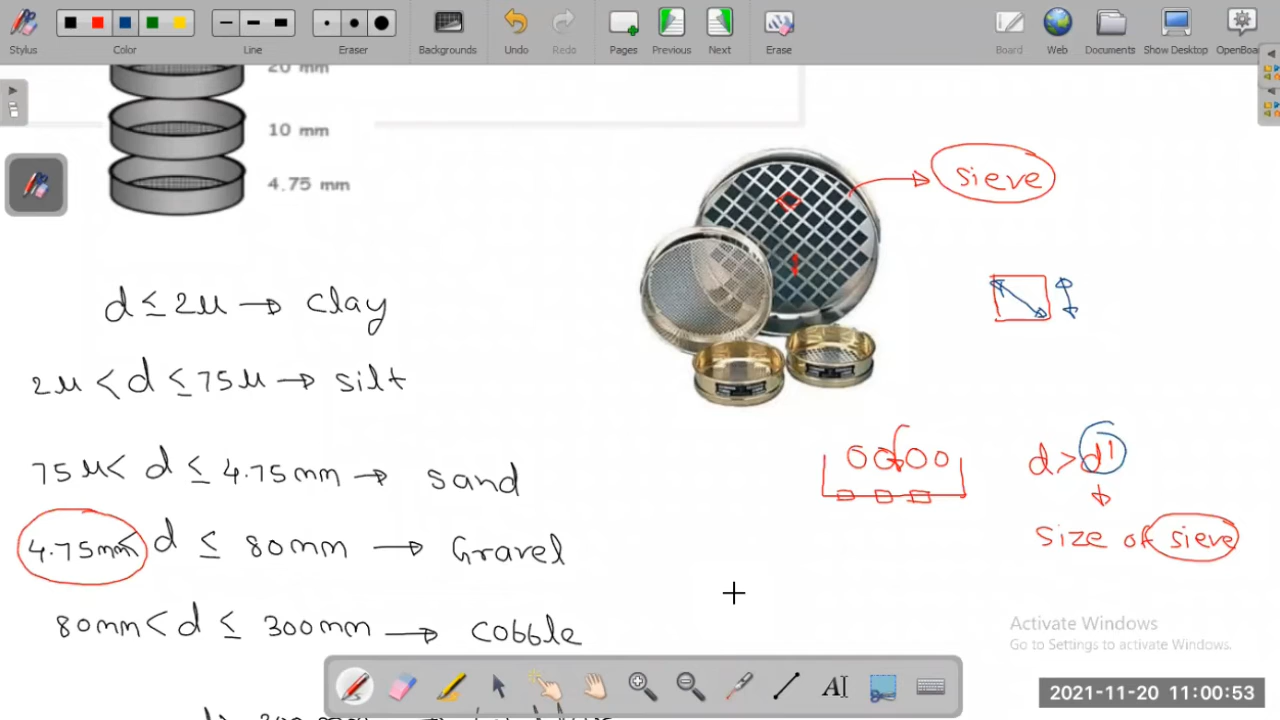 Stylus
Color
Line
Eraser
Backgrounds
Undo
Redo
Pages
Previous
Next
Erase
Board
Web
Documents
Show Desktop
20 mm
10 mm
4.75 mm
sieve
d ≤ 2μ → clay
2μ < d ≤ 75μ → silt
75μ < d ≤ 4.75mm → sand
4.75mm < d ≤ 80mm → Gravel
80mm < d ≤ 300mm → cobble
d > d'
size of sieve
Activate Windows
Go to Settings to activate Windows.
2021-11-20 11:00:53